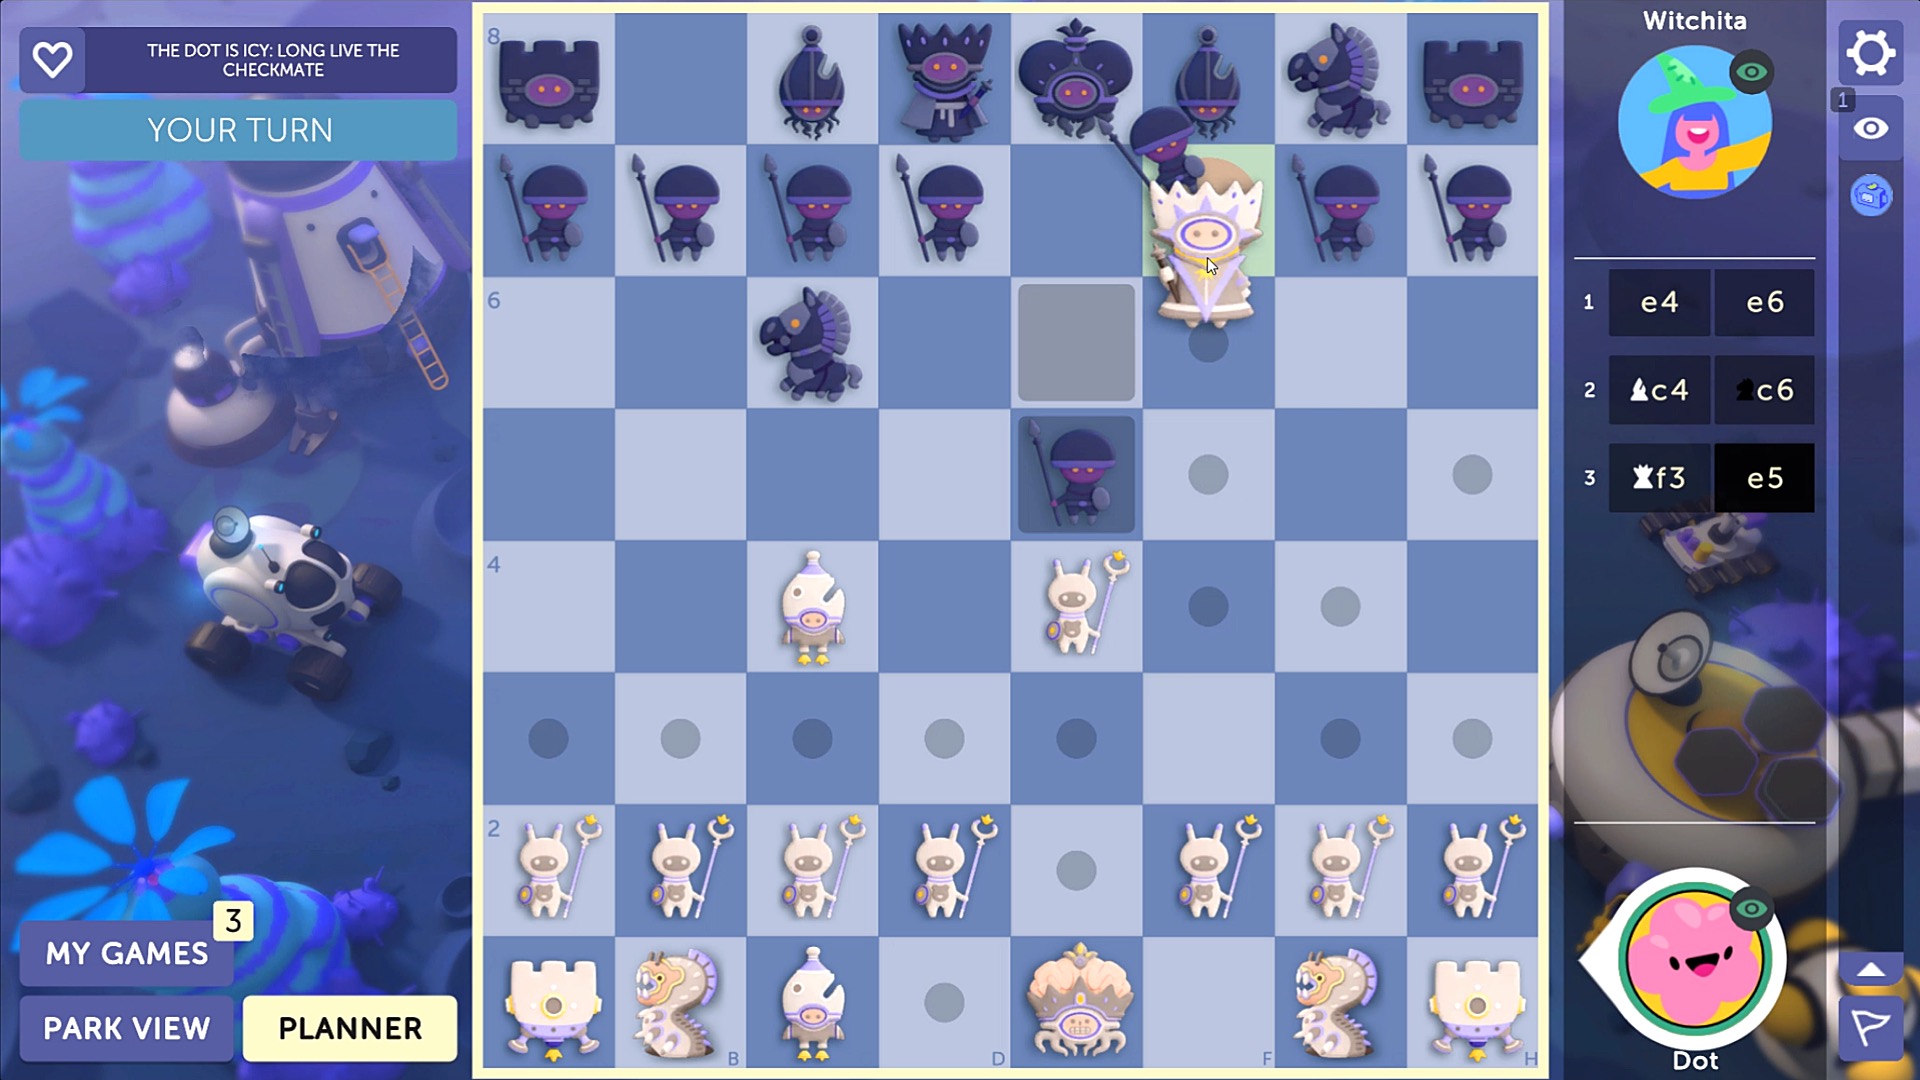 THE DOT IS ICY: LONG LIVE THE
CHECKMATE
YOUR TURN
MY GAMES
3
PARK VIEW
PLANNER
8
6
4
2
B
D
F
H
Witchita
1
1 e4 e6
2 c4 c6
3 f3 e5
Dot